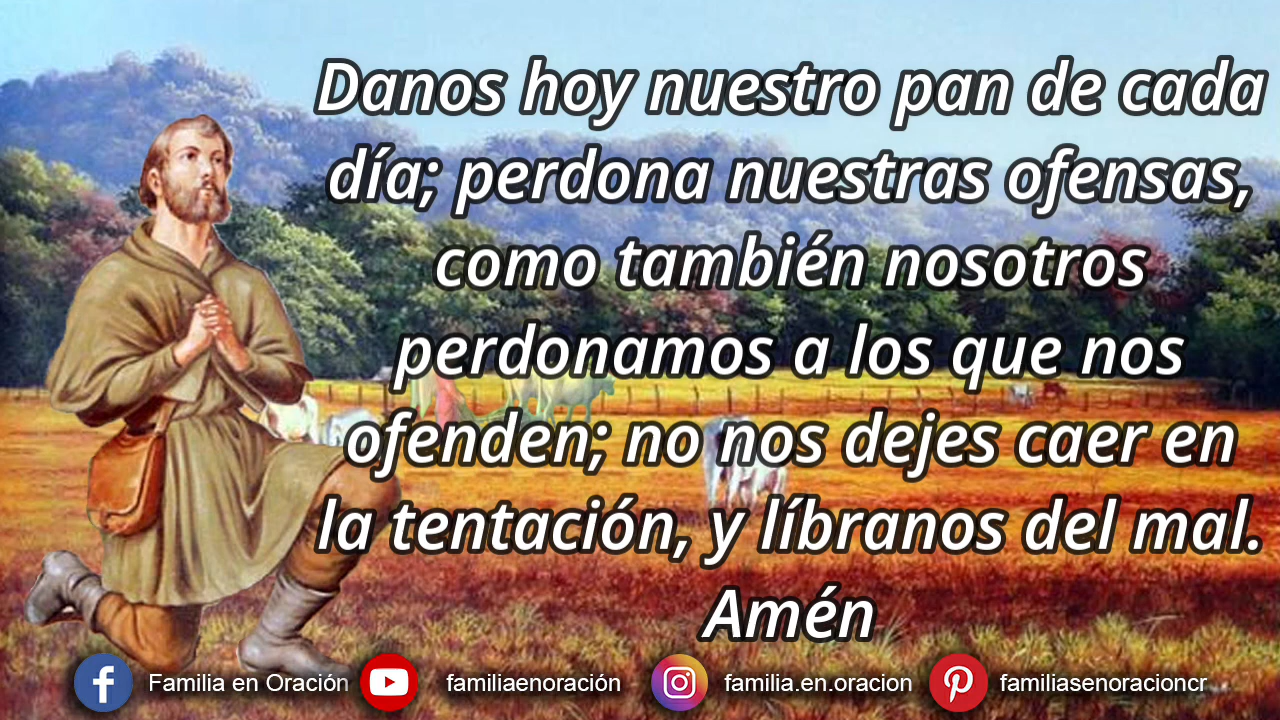 Danos hoy nuestro pan de cada
día; perdona nuestras ofensas,
como también nosotros
perdonamos a los que nos
ofenden; no nos dejes caer en
la tentación, y líbranos del mal.
Amén
Familia en Oración familiaenoración familia.en.oracion familiasenoracioncr